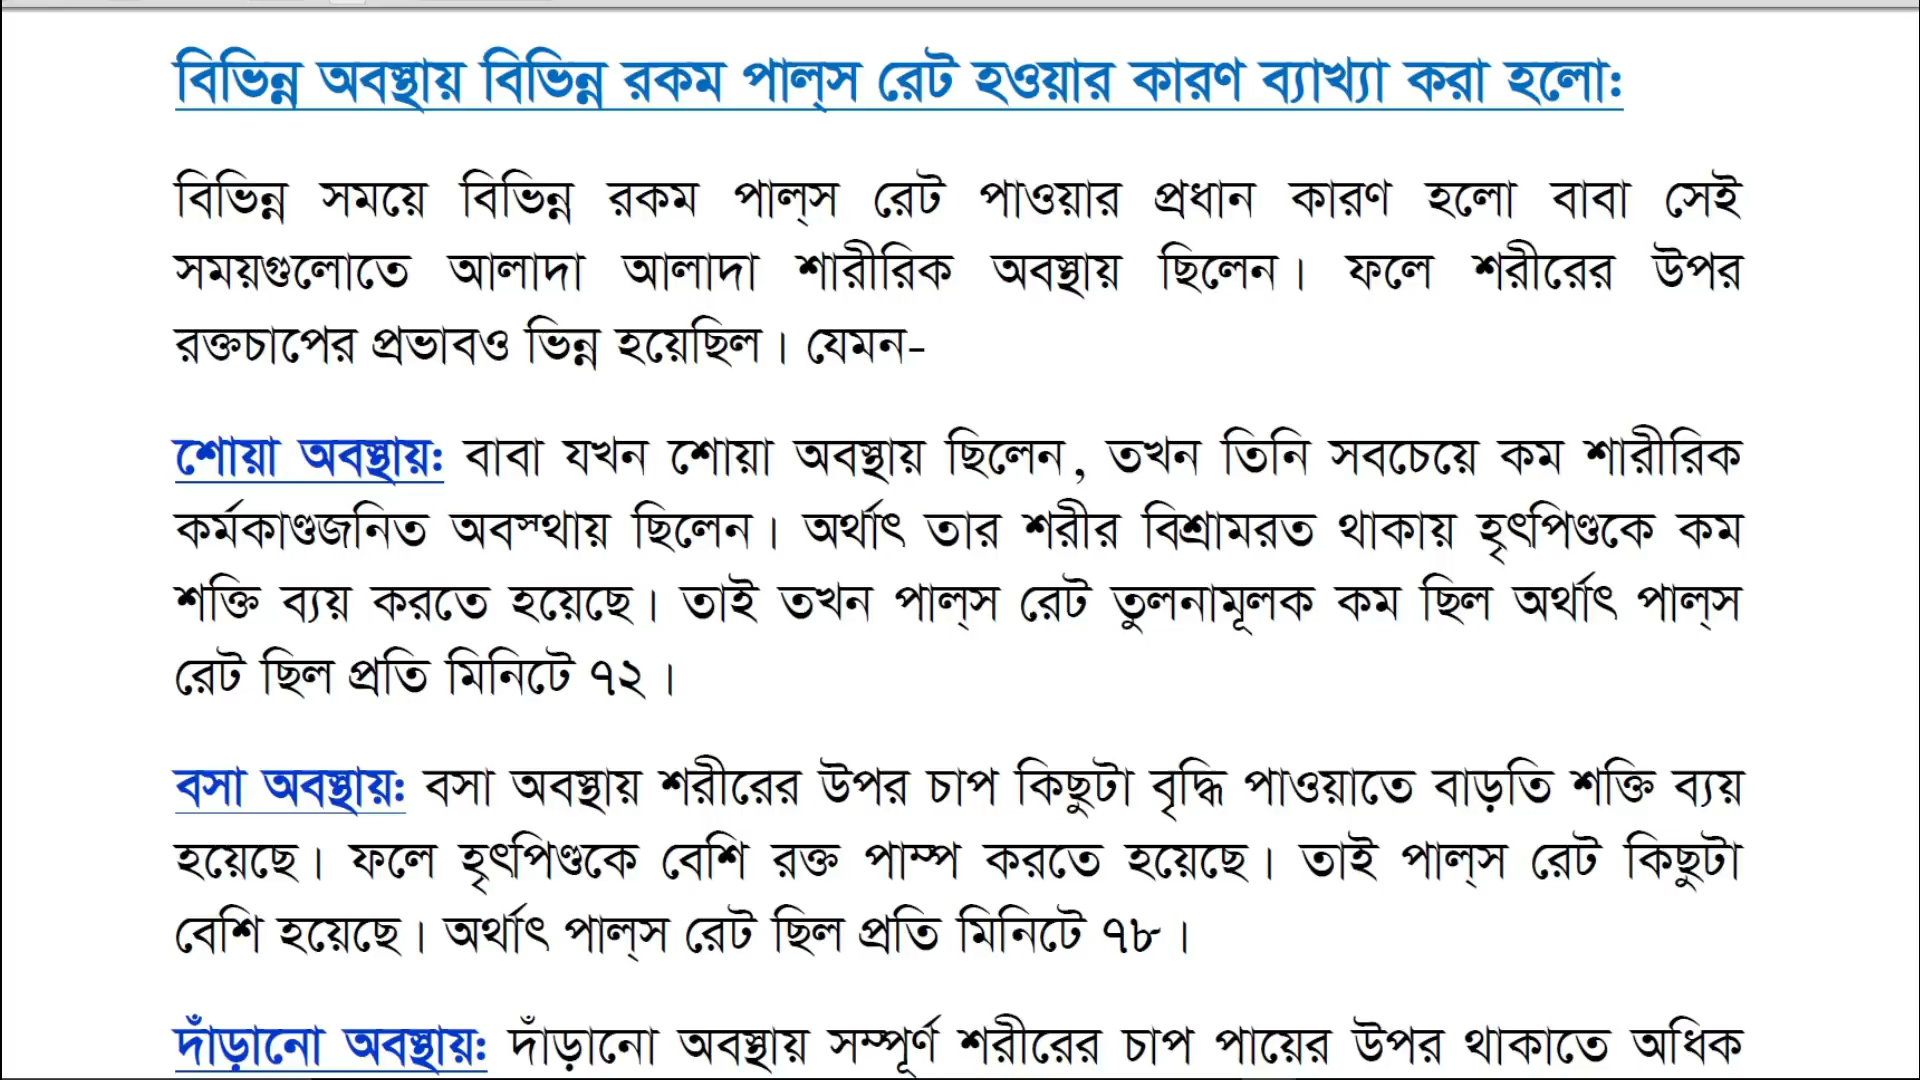 বিভিন্ন অবস্থায় বিভিন্ন রকম পাল্‌স রেট হওয়ার কারণ ব্যাখ্যা করা হলো:
বিভিন্ন সময়ে বিভিন্ন রকম পাল্‌স রেট পাওয়ার প্রধান কারণ হলো বাবা সেই
সময়গুলোতে আলাদা আলাদা শারীরিক অবস্থায় ছিলেন। ফলে শরীরের উপর
রক্তচাপের প্রভাবও ভিন্ন হয়েছিল। যেমন-
শোয়া অবস্থায়: বাবা যখন শোয়া অবস্থায় ছিলেন, তখন তিনি সবচেয়ে কম শারীরিক
কর্মকাণ্ডজনিত অবস্থায় ছিলেন। অর্থাৎ তার শরীর বিশ্রামরত থাকায় হৃৎপিণ্ডকে কম
শক্তি ব্যয় করতে হয়েছে। তাই তখন পাল্‌স রেট তুলনামূলক কম ছিল অর্থাৎ পাল্‌স
রেট ছিল প্রতি মিনিটে ৭২।
বসা অবস্থায়: বসা অবস্থায় শরীরের উপর চাপ কিছুটা বৃদ্ধি পাওয়াতে বাড়তি শক্তি ব্যয়
হয়েছে। ফলে হৃৎপিণ্ডকে বেশি রক্ত পাম্প করতে হয়েছে। তাই পাল্‌স রেট কিছুটা
বেশি হয়েছে। অর্থাৎ পাল্‌স রেট ছিল প্রতি মিনিটে ৭৮।
দাঁড়ানো অবস্থায়: দাঁড়ানো অবস্থায় সম্পূর্ণ শরীরের চাপ পায়ের উপর থাকাতে অধিক